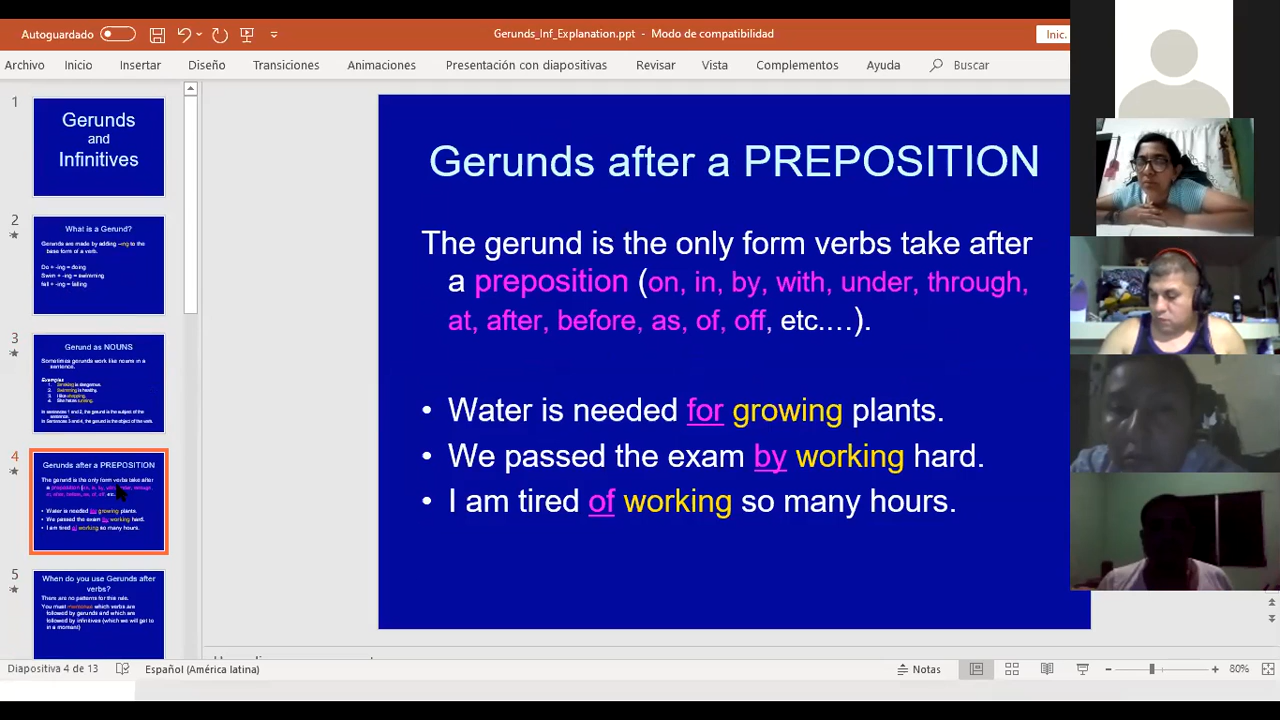 Autoguardado
Gerunds_Inf_Explanation.ppt - Modo de compatibilidad
Inic.
Archivo Inicio Insertar Diseño Transiciones Animaciones Presentación con diapositivas Revisar Vista Complementos Ayuda Buscar
1
Gerunds
and
Infinitives
2
What is a Gerund?
Gerunds are made by adding –ing to the
base form of a verb.
Do + -ing = doing
Swim + -ing = swimming
fall + -ing = falling
3
Gerund as NOUNS
Sometimes gerunds work like nouns in a
sentence.
Examples
1. Smoking is dangerous.
2. Swimming is healthy.
3. I like shopping.
4. She hates running.
In sentences 1 and 2, the gerund is the subject of the
sentence.
In Sentences 3 and 4, the gerund is the object of the verb.
4
Gerunds after a PREPOSITION
The gerund is the only form verbs take after
a preposition (on, in, by, with, under, through,
at, after, before, as, of, off, etc.…).
Water is needed for growing plants.
We passed the exam by working hard.
I am tired of working so many hours.
5
When do you use Gerunds after
verbs?
There are no patterns for this rule.
You must memorize which verbs are
followed by gerunds and which are
followed by infinitives (which we will get to
in a moment)
Gerunds after a PREPOSITION
The gerund is the only form verbs take after
a preposition (on, in, by, with, under, through,
at, after, before, as, of, off, etc.…).
• Water is needed for growing plants.
• We passed the exam by working hard.
• I am tired of working so many hours.
Diapositiva 4 de 13 Español (América latina) Notas 80%